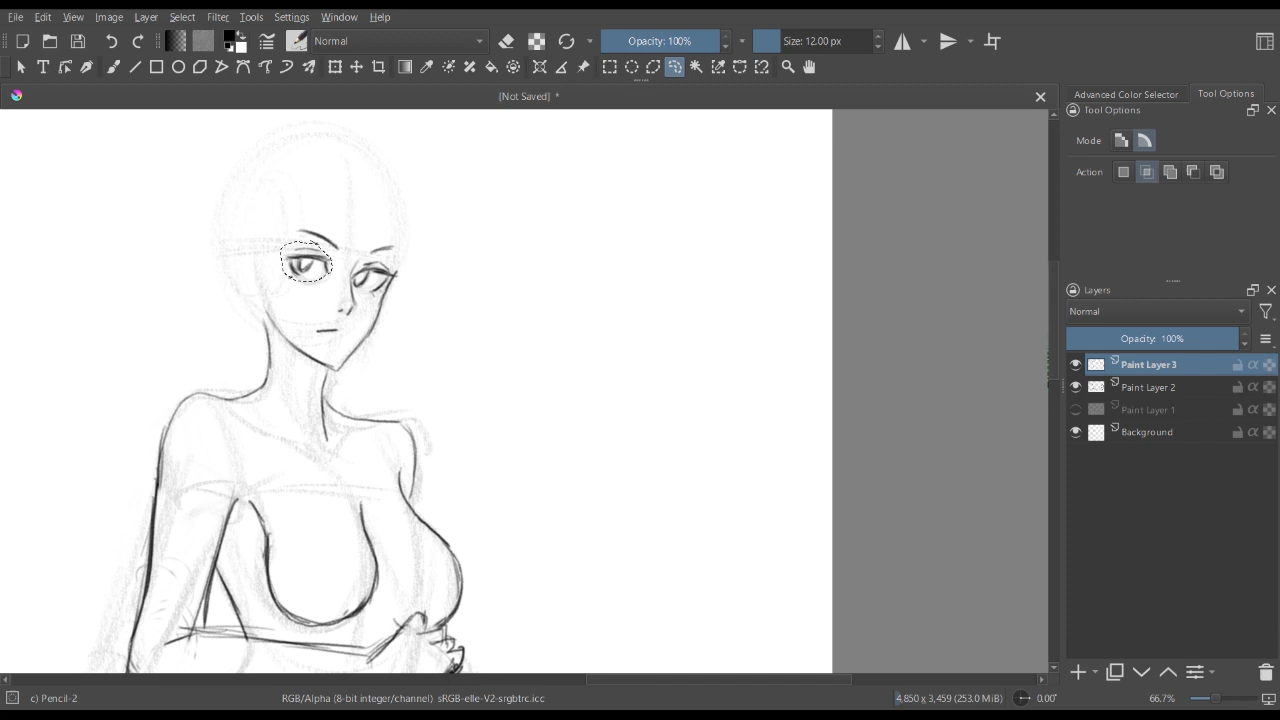 File Edit View Image Layer Select Filter Tools Settings Window Help
Normal Opacity: 100% Size: 12.00 px
[Not Saved] *
Advanced Color Selector Tool Options
Tool Options
Mode
Action
Layers
Normal
Opacity: 100%
Paint Layer 3
Paint Layer 2
Paint Layer 1
Background
c) Pencil-2 RGB/Alpha (8-bit integer/channel) sRGB-elle-V2-srgbtrc.icc 4,850 x 3,459 (253.0 MiB) 0.00° 66.7%